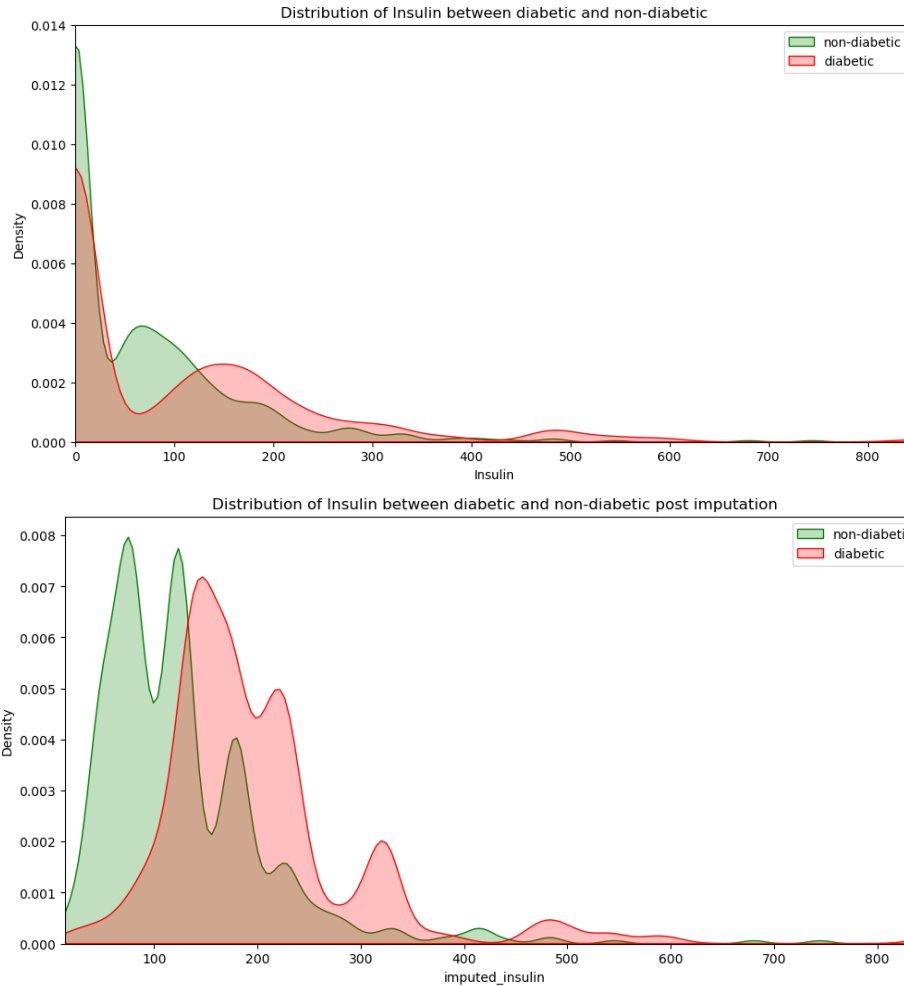 Distribution of Insulin between diabetic and non-diabetic
0.014
non-diabetic
diabetic
0.012
0.010
0.008
0.006
0.004
0.002
0.000
Density
0 100 200 300 400 500 600 700 800
Insulin
Distribution of Insulin between diabetic and non-diabetic post imputation
0.008
non-diabeti
diabetic
0.007
0.006
0.005
0.004
0.003
0.002
0.001
0.000
Density
100 200 300 400 500 600 700 800
imputed_insulin